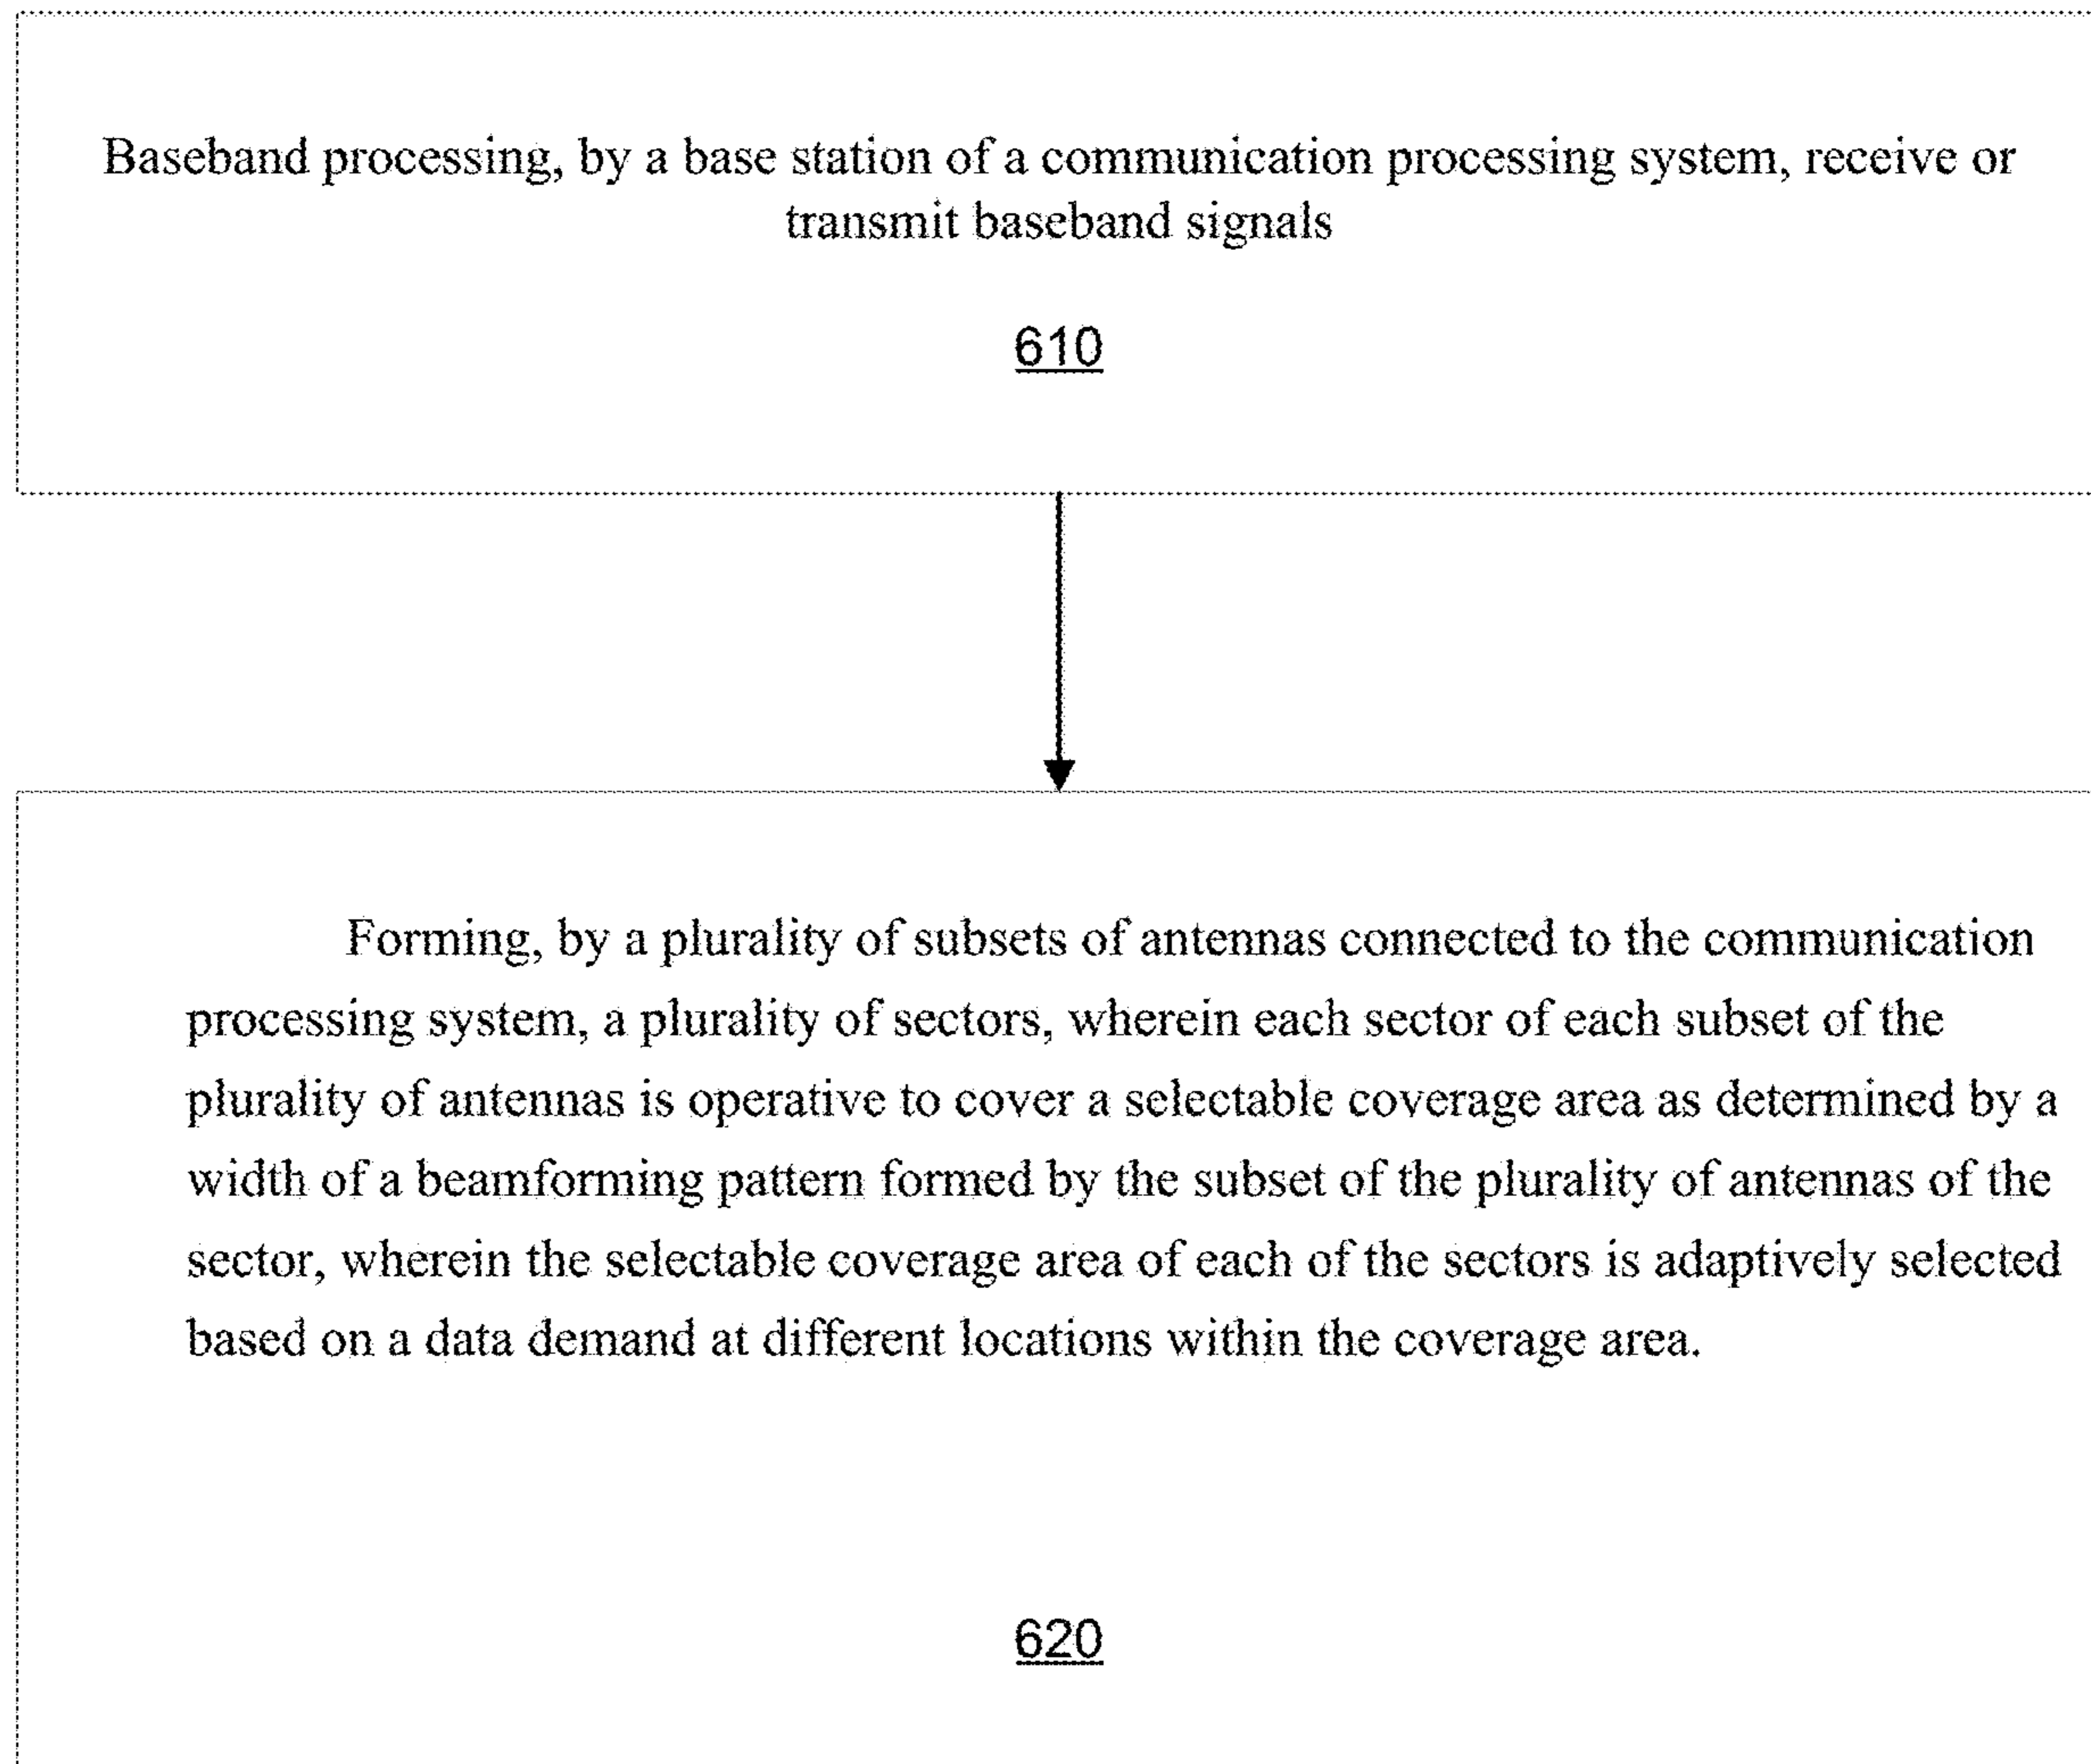 Baseband processing, by a base station of a communication processing system, receive or
transmit baseband signals
610
Forming, by a plurality of subsets of antennas connected to the communication
processing system, a plurality of sectors, wherein each sector of each subset of the
plurality of antennas is operative to cover a selectable coverage area as determined by a
width of a beamforming pattern formed by the subset of the plurality of antennas of the
sector, wherein the selectable coverage area of each of the sectors is adaptively selected
based on a data demand at different locations within the coverage area.
620